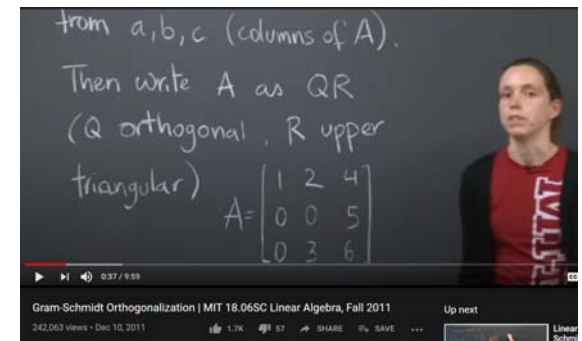 from a,b,c (columns of A).
Then write A as QR
(Q orthogonal, R upper
triangular)
A= [1 2 4
0 0 5
0 3 6]
0:37 / 9:59
Gram-Schmidt Orthogonalization | MIT 18.06SC Linear Algebra, Fall 2011
242,063 views • Dec 10, 2011
1.7K
57
SHARE
SAVE
Up next
Linear